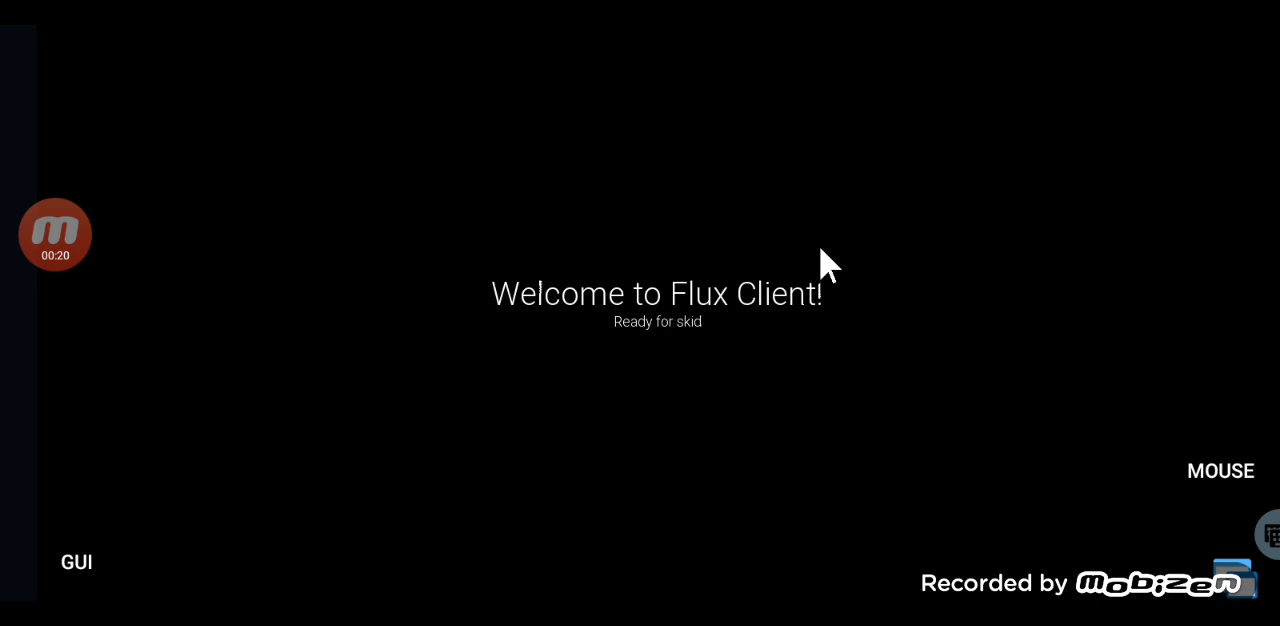 m
00:20
Welcome to Flux Client!
Ready for skid
MOUSE
GUI
Recorded by mobizen